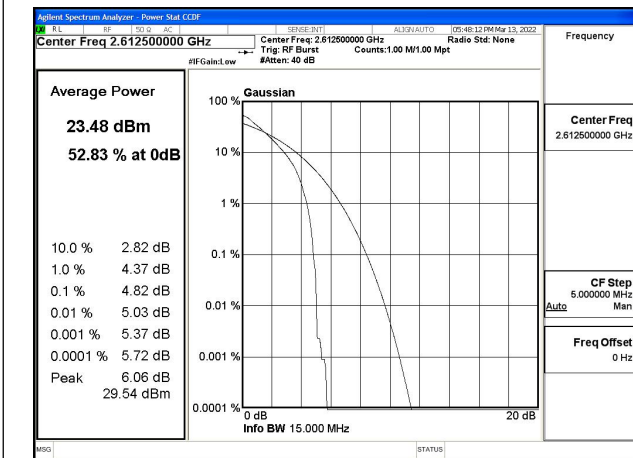 Agilent Spectrum Analyzer - Power Stat CCDF
RL RF 50 Ω AC SENSE:INT ALIGNAUTO 05:48:12 PM Mar 13, 2022
Center Freq 2.612500000 GHz
Center Freq: 2.612500000 GHz Radio Std: None
Trig: RF Burst Counts:1.00 M/1.00 Mpt
#IFGain:Low #Atten: 40 dB
Frequency
Average Power
23.48 dBm
52.83 % at 0dB
10.0 % 2.82 dB
1.0 % 4.37 dB
0.1 % 4.82 dB
0.01 % 5.03 dB
0.001 % 5.37 dB
0.0001 % 5.72 dB
Peak 6.06 dB
29.54 dBm
Gaussian
100 %
10 %
1 %
0.1 %
0.01 %
0.001 %
0.0001 %
0 dB 20 dB
Info BW 15.000 MHz
Center Freq
2.612500000 GHz
CF Step
5.000000 MHz
Auto Man
Freq Offset
0 Hz
MSG STATUS